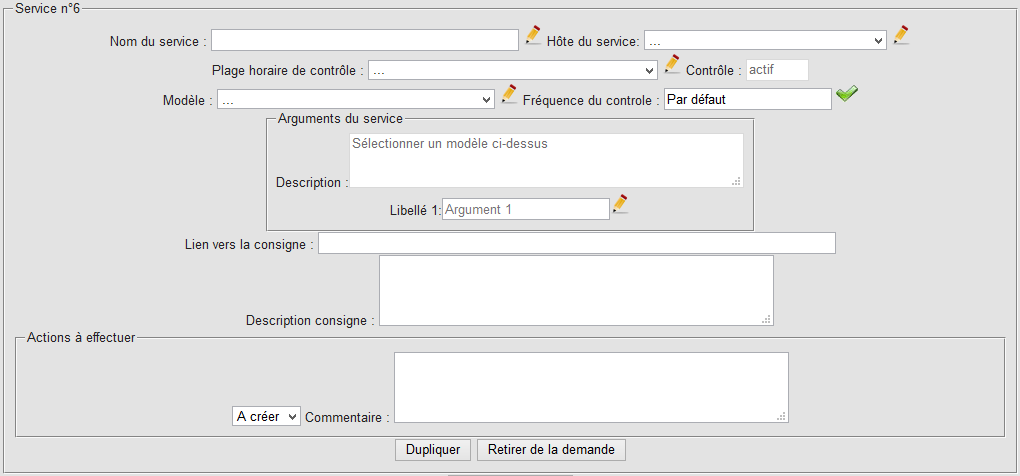 Service n°6
Nom du service : Hôte du service: ...
Plage horaire de contrôle : ... Contrôle : actif
Modèle : ... Fréquence du controle : Par défaut
Arguments du service
Sélectionner un modèle ci-dessus
Description :
Libellé 1: Argument 1
Lien vers la consigne :
Description consigne :
Actions à effectuer
A créer Commentaire :
Dupliquer Retirer de la demande